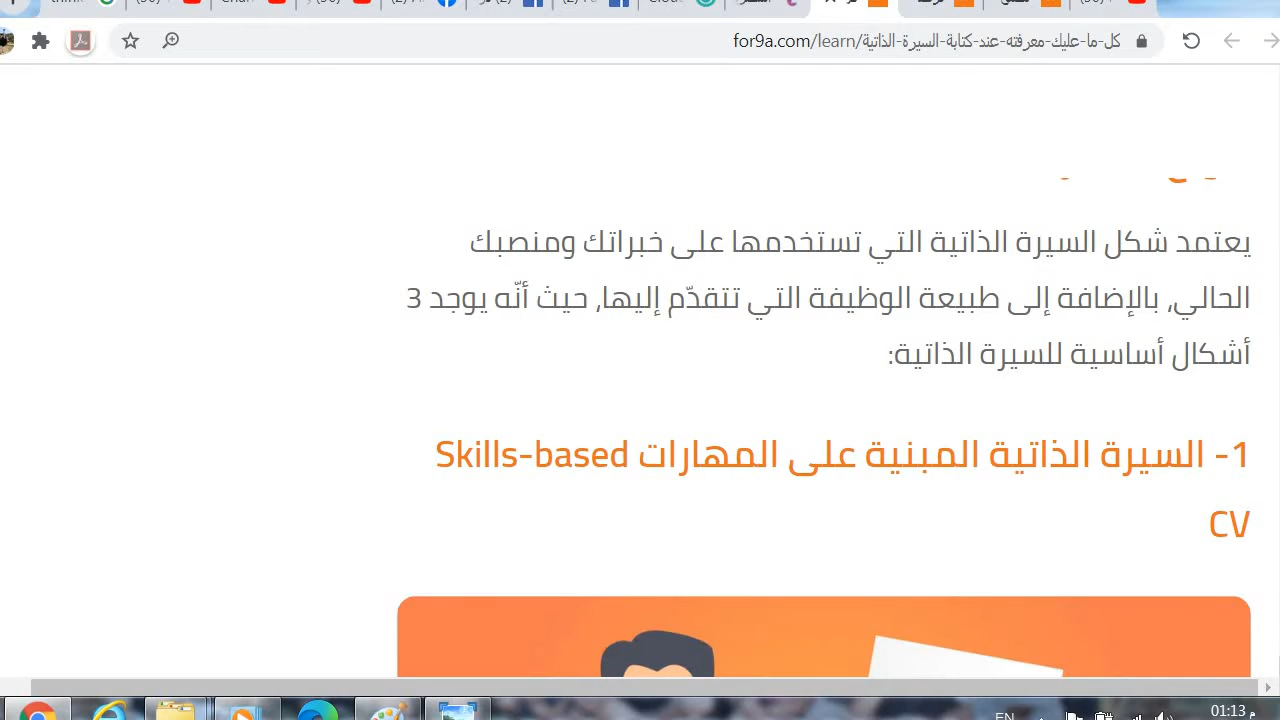 for9a.com/learn/كل-ما-عليك-معرفته-عند-كتابة-السيرة-الذاتية
يعتمد شكل السيرة الذاتية التي تستخدمها على خبراتك ومنصبك
الحالي، بالإضافة إلى طبيعة الوظيفة التي تتقدّم إليها، حيث أنّه يوجد 3
أشكال أساسية للسيرة الذاتية:
1- السيرة الذاتية المبنية على المهارات Skills-based
CV
EN
01:13 م